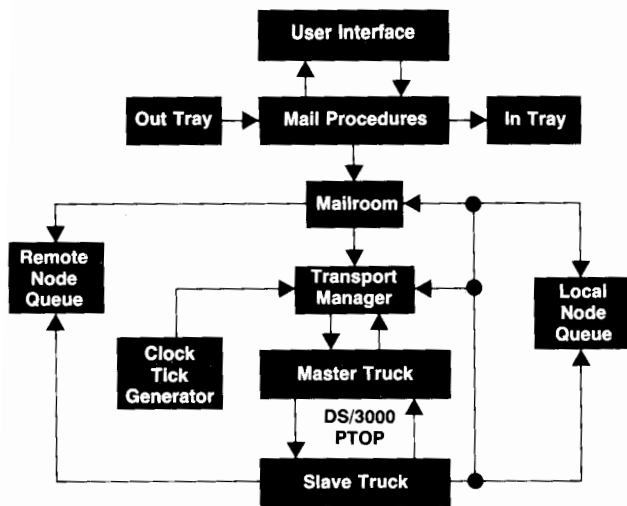 User Interface
Out Tray
Mail Procedures
In Tray
Mailroom
Remote
Node
Queue
Transport
Manager
Local
Node
Queue
Clock
Tick
Generator
Master Truck
DS/3000
PTOP
Slave Truck